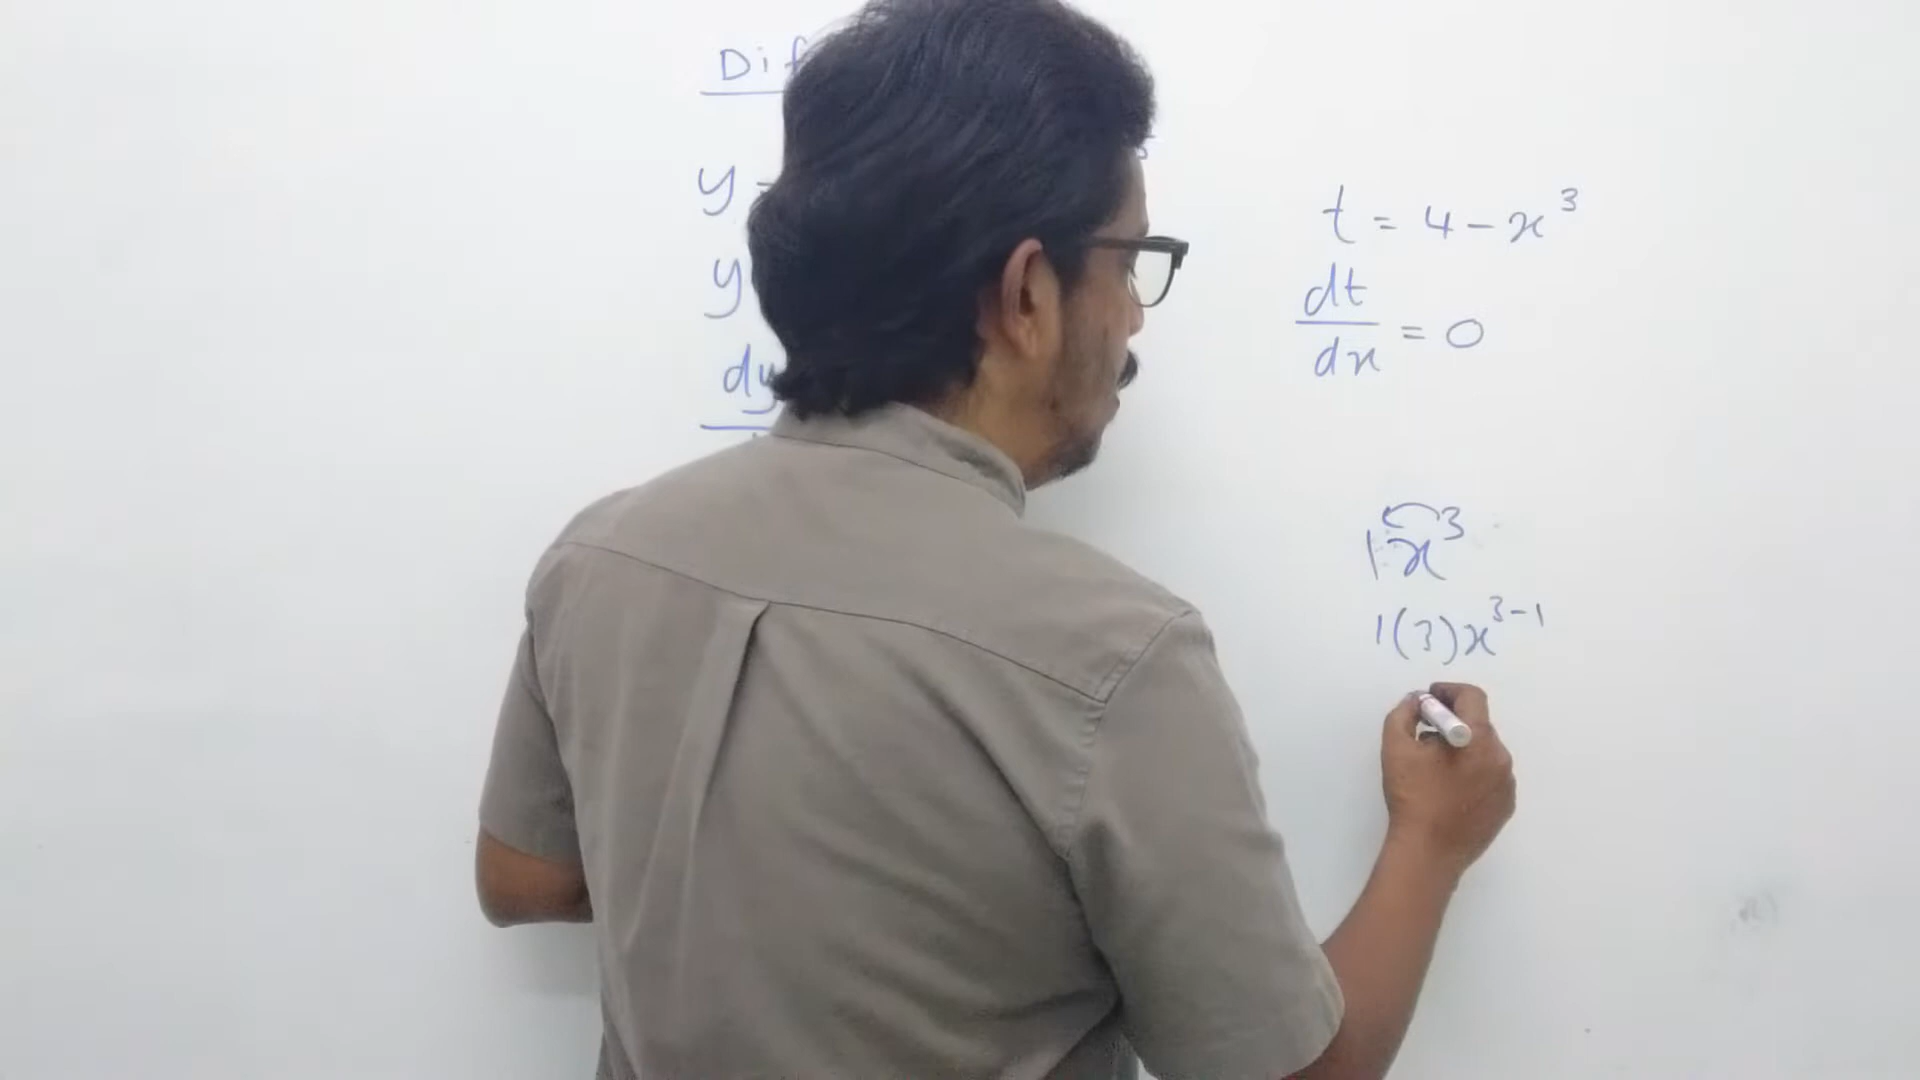 Dif
y =
y
dy
t = 4 - x³
dt
dx = 0
1x³
1(3)x³⁻¹